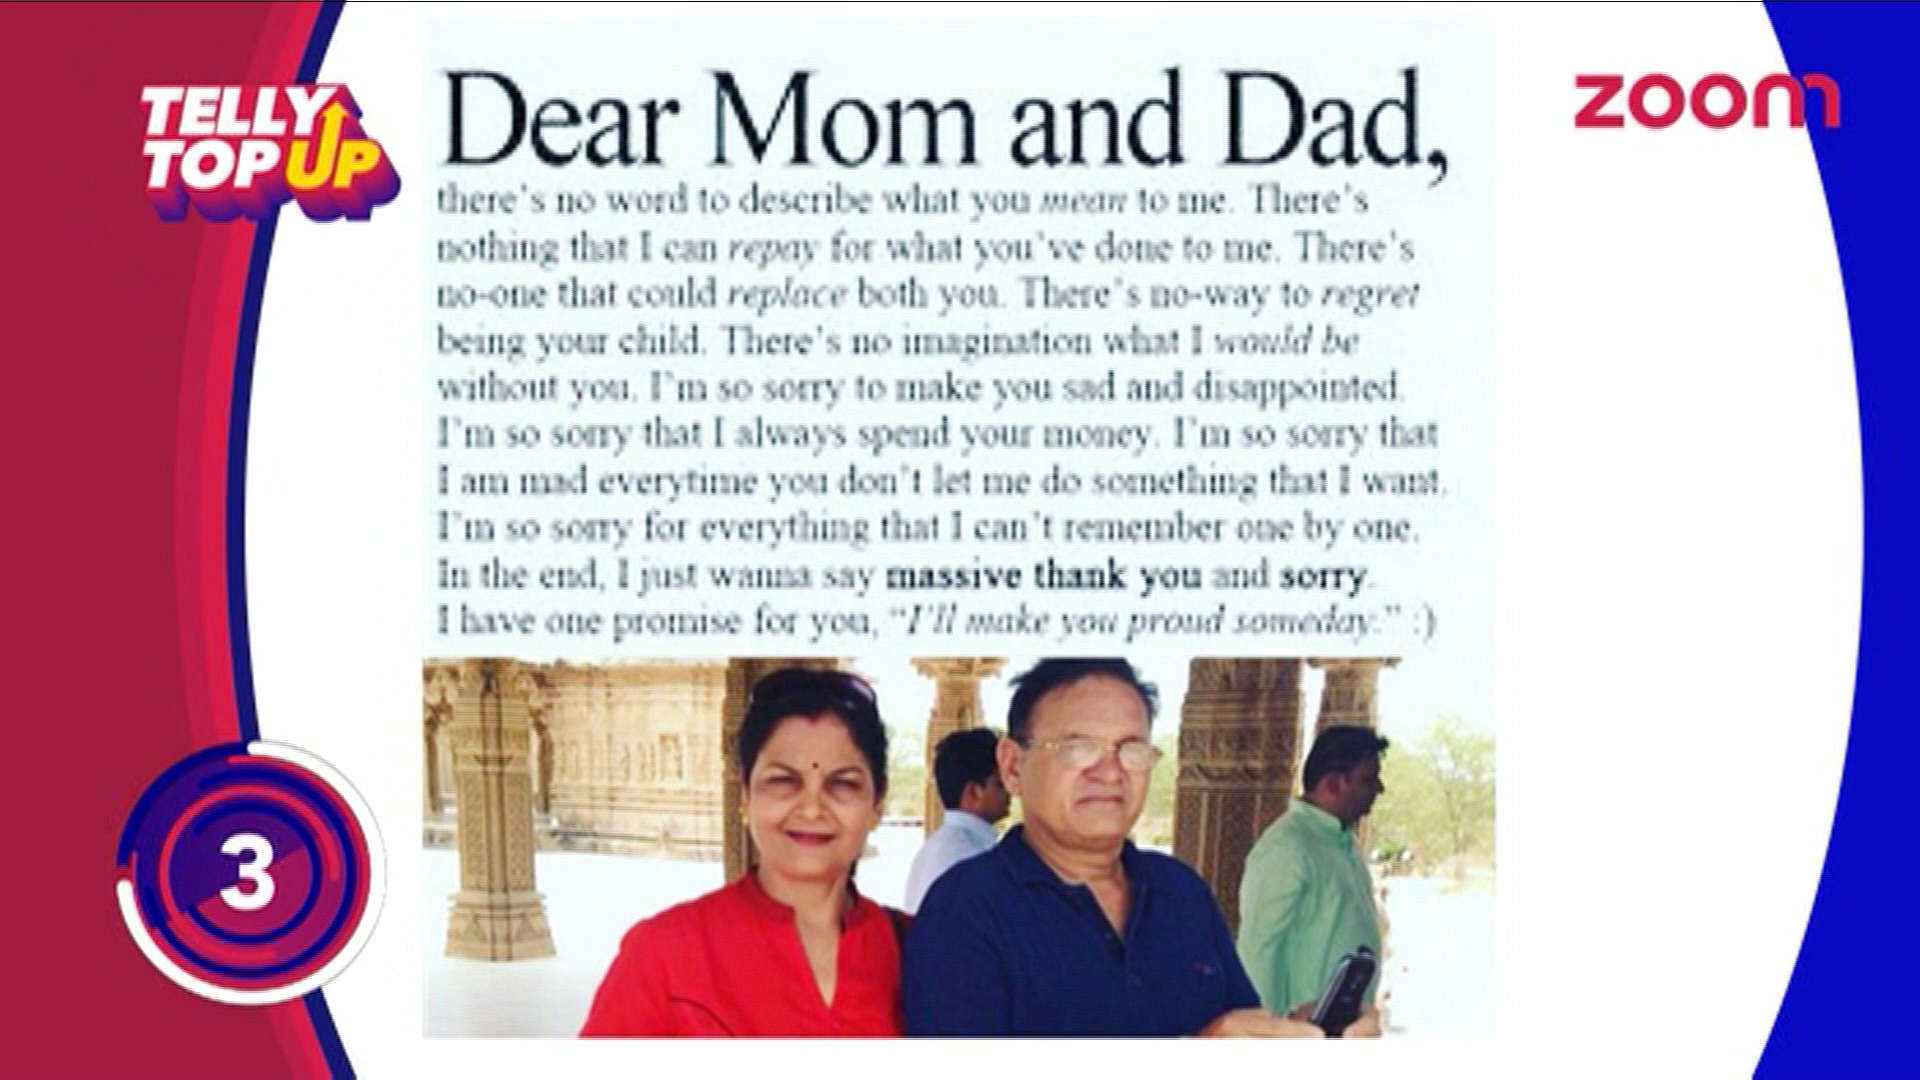 TELLY
TOP UP
zoom
Dear Mom and Dad,
there's no word to describe what you mean to me. There's
nothing that I can repay for what you've done to me. There's
no-one that could replace both you. There's no-way to regret
being your child. There's no imagination what I would be
without you. I'm so sorry to make you sad and disappointed.
I'm so sorry that I always spend your money. I'm so sorry that
I am mad everytime you don't let me do something that I want.
I'm so sorry for everything that I can't remember one by one.
In the end, I just wanna say massive thank you and sorry.
I have one promise for you, “I'll make you proud someday.” :)
3